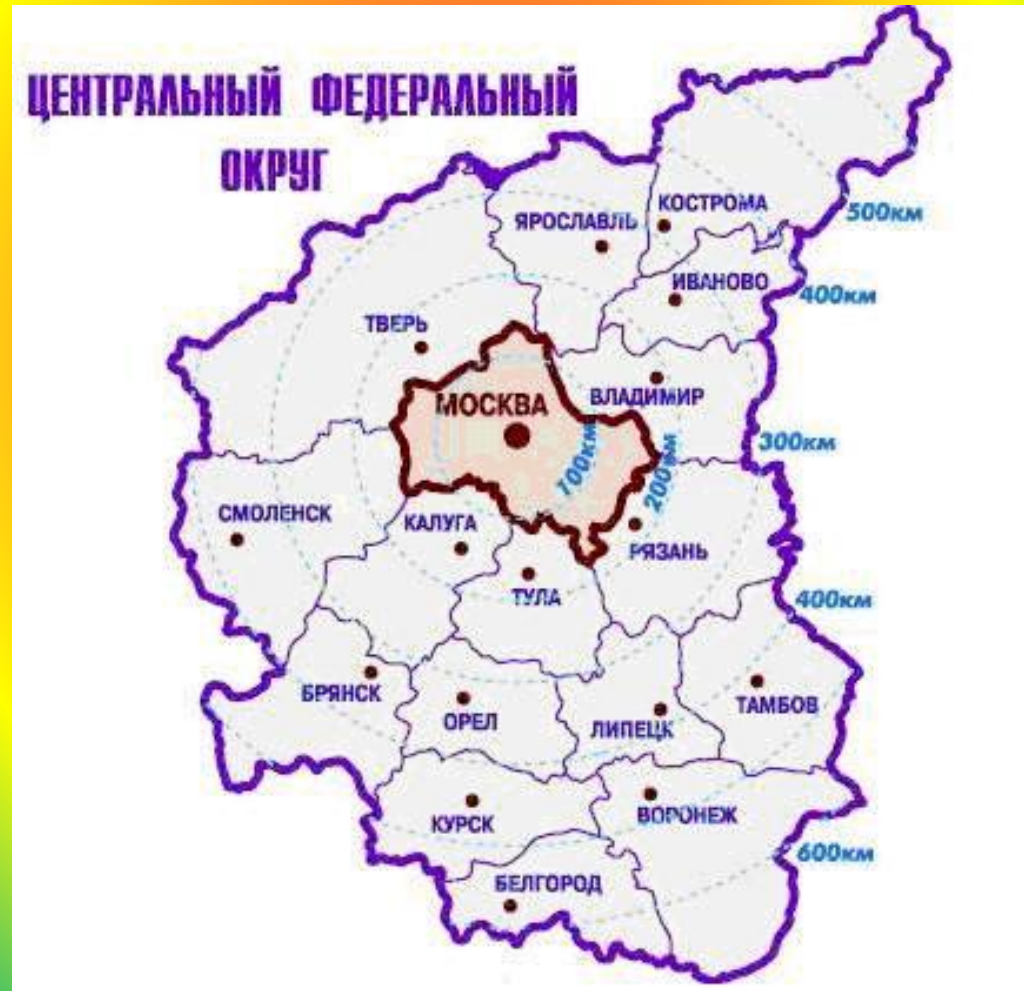 ЦЕНТРАЛЬНЫЙ ФЕДЕРАЛЬНЫЙ
ОКРУГ
КОСТРОМА
ЯРОСЛАВЛЬ
500км
ИВАНОВО
400км
ТВЕРЬ
ВЛАДИМИР
МОСКВА
300км
100км
200км
СМОЛЕНСК
КАЛУГА
РЯЗАНЬ
ТУЛА
400км
БРЯНСК
ОРЕЛ
ЛИПЕЦК
ТАМБОВ
КУРСК
ВОРОНЕЖ
600км
БЕЛГОРОД